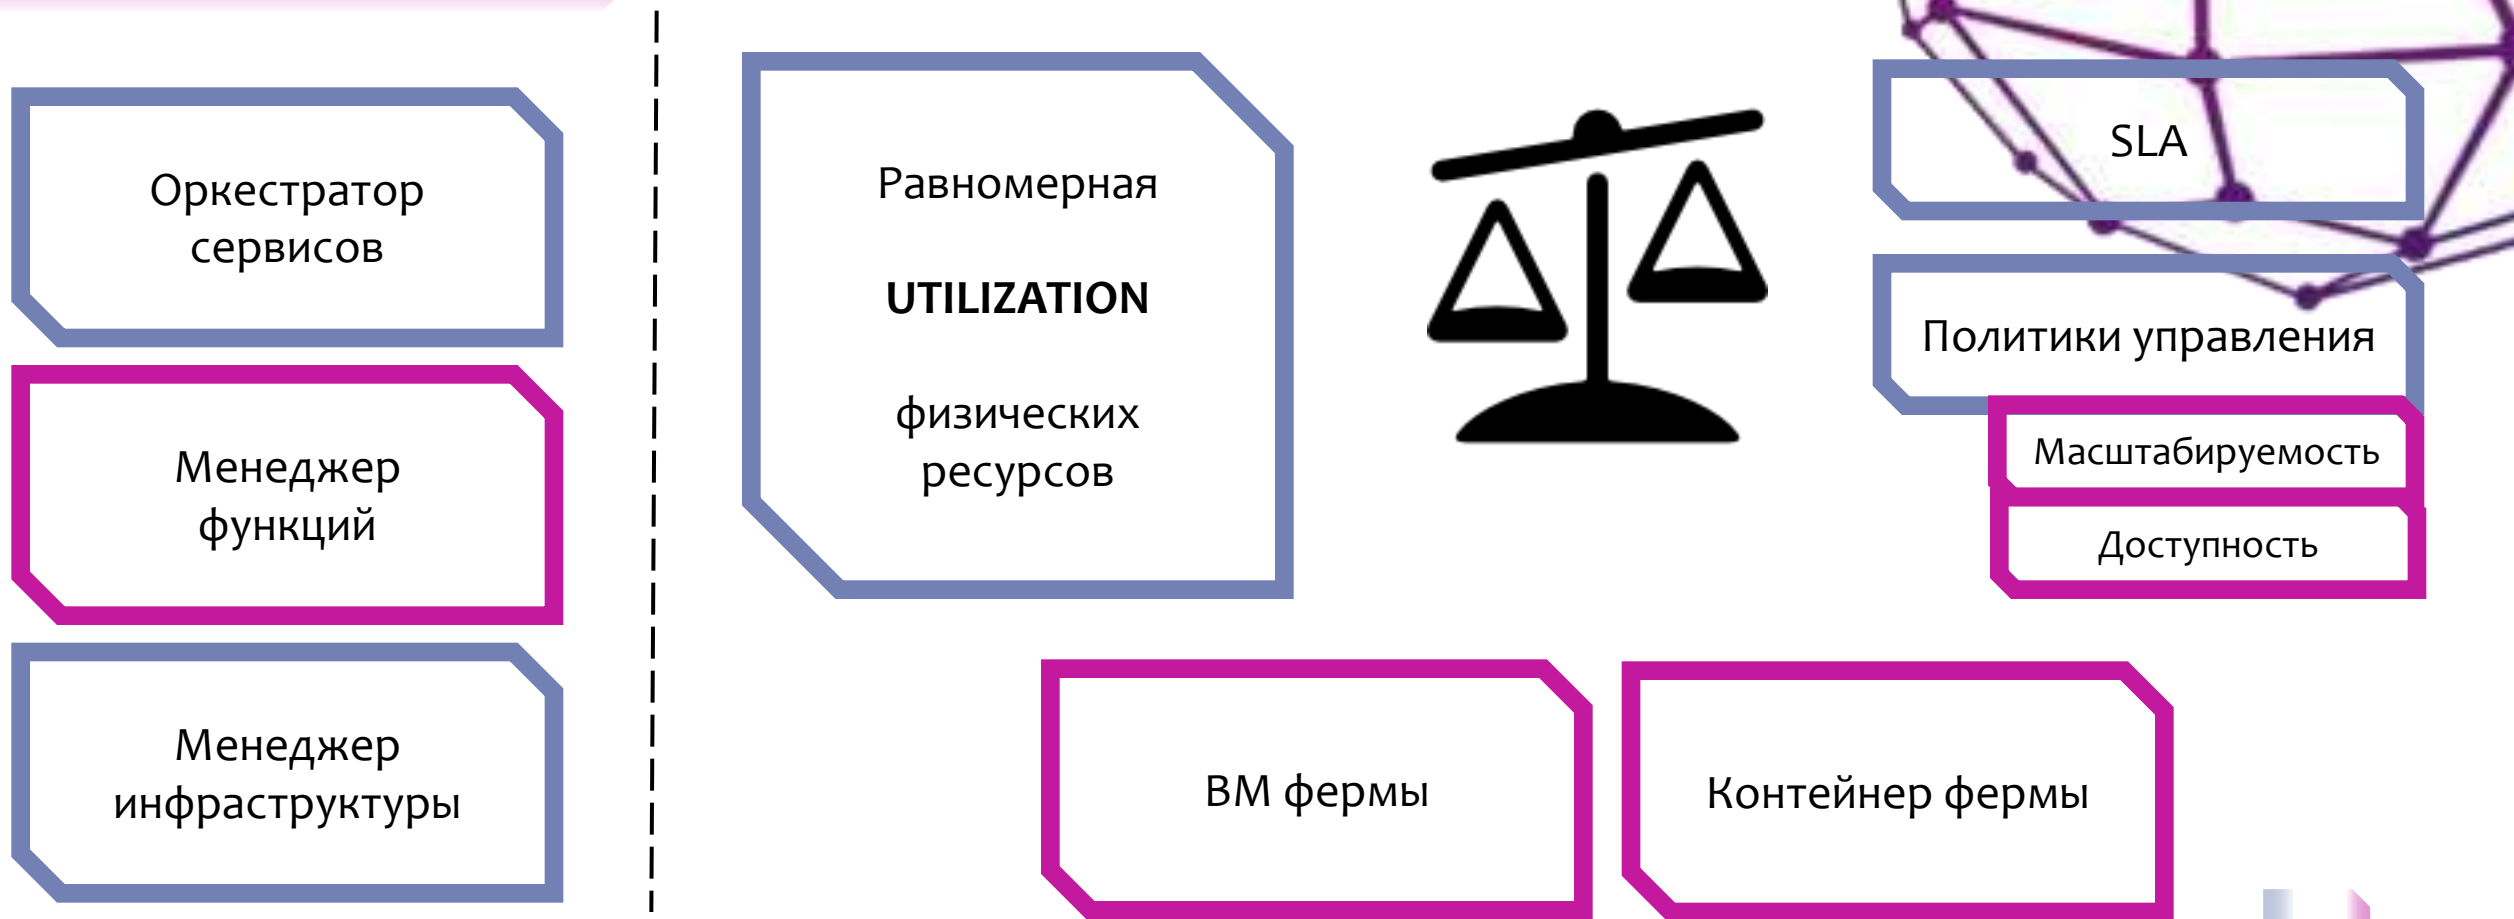 Оркестратор
сервисов
Менеджер
функций
Менеджер
инфраструктуры
Равномерная
UTILIZATION
физических
ресурсов
SLA
Политики управления
Масштабируемость
Доступность
ВМ фермы
Контейнер фермы